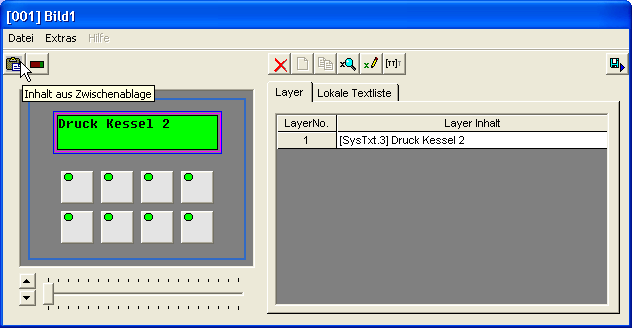 [001] Bild1
Datei Extras Hilfe
[TT]T
Inhalt aus Zwischenablage
Layer Lokale Textliste
Druck Kessel 2
LayerNo. Layer Inhalt
1 [SysTxt.3] Druck Kessel 2